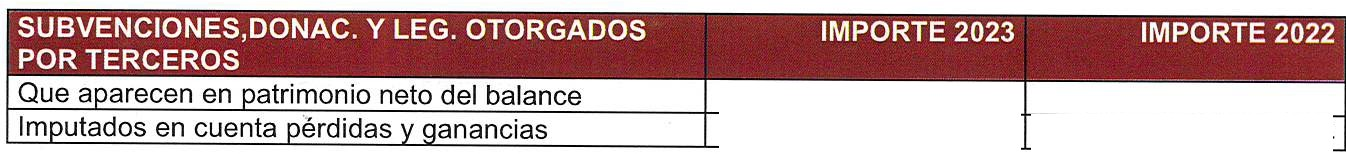 SUBVENCIONES,DONAC. Y LEG. OTORGADOS POR TERCEROS IMPORTE 2023 IMPORTE 2022
Que aparecen en patrimonio neto del balance
Imputados en cuenta pérdidas y ganancias